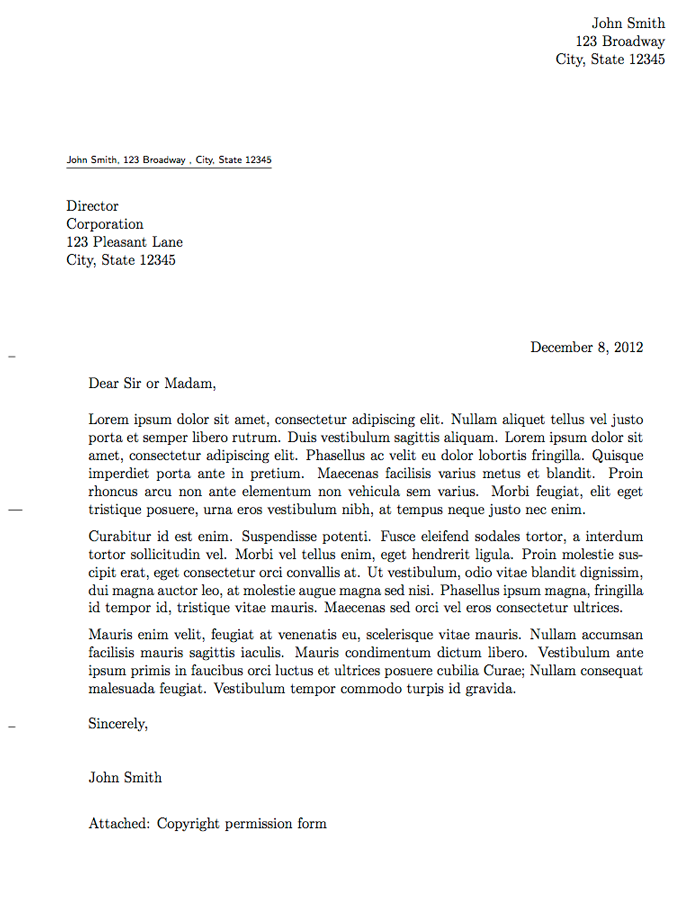 John Smith
123 Broadway
City, State 12345
John Smith, 123 Broadway , City, State 12345
Director
Corporation
123 Pleasant Lane
City, State 12345
December 8, 2012
Dear Sir or Madam,
Lorem ipsum dolor sit amet, consectetur adipiscing elit. Nullam aliquet tellus vel justo
porta et semper libero rutrum. Duis vestibulum sagittis aliquam. Lorem ipsum dolor sit
amet, consectetur adipiscing elit. Phasellus ac velit eu dolor lobortis fringilla. Quisque
imperdiet porta ante in pretium. Maecenas facilisis varius metus et blandit. Proin
rhoncus arcu non ante elementum non vehicula sem varius. Morbi feugiat, elit eget
tristique posuere, urna eros vestibulum nibh, at tempus neque justo nec enim.
Curabitur id est enim. Suspendisse potenti. Fusce eleifend sodales tortor, a interdum
tortor sollicitudin vel. Morbi vel tellus enim, eget hendrerit ligula. Proin molestie sus-
cipit erat, eget consectetur orci convallis at. Ut vestibulum, odio vitae blandit dignissim,
dui magna auctor leo, at molestie augue magna sed nisi. Phasellus ipsum magna, fringilla
id tempor id, tristique vitae mauris. Maecenas sed orci vel eros consectetur ultrices.
Mauris enim velit, feugiat at venenatis eu, scelerisque vitae mauris. Nullam accumsan
facilisis mauris sagittis iaculis. Mauris condimentum dictum libero. Vestibulum ante
ipsum primis in faucibus orci luctus et ultrices posuere cubilia Curae; Nullam consequat
malesuada feugiat. Vestibulum tempor commodo turpis id gravida.
Sincerely,
John Smith
Attached: Copyright permission form